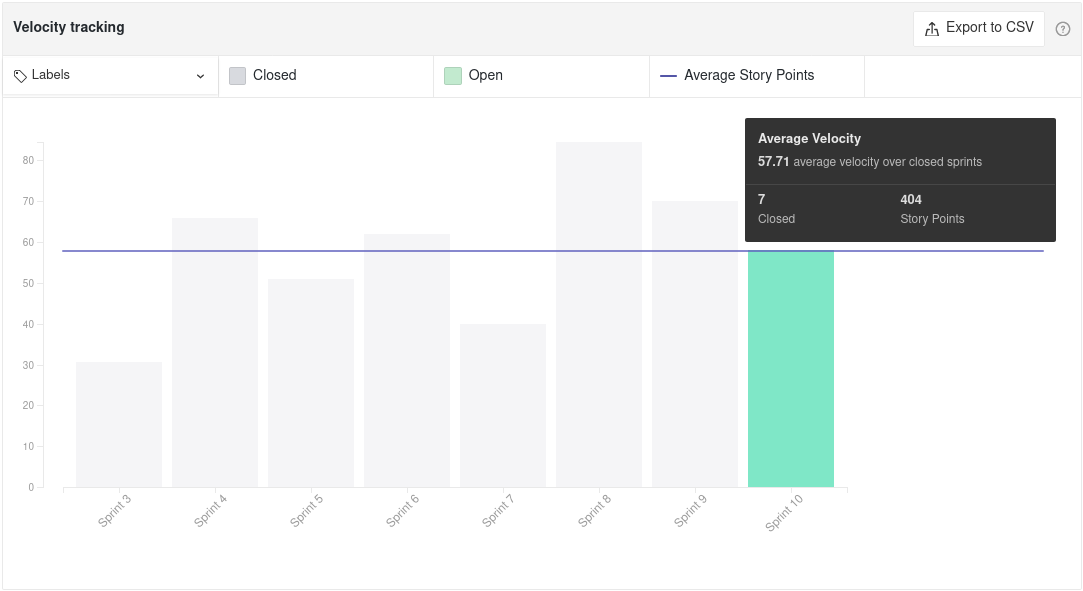 Velocity tracking
Export to CSV
?
Labels
Closed
Open
Average Story Points
Average Velocity
57.71 average velocity over closed sprints
7
404
Closed
Story Points
80
70
60
50
40
30
20
10
0
Sprint 3
Sprint 4
Sprint 5
Sprint 6
Sprint 7
Sprint 8
Sprint 9
Sprint 10